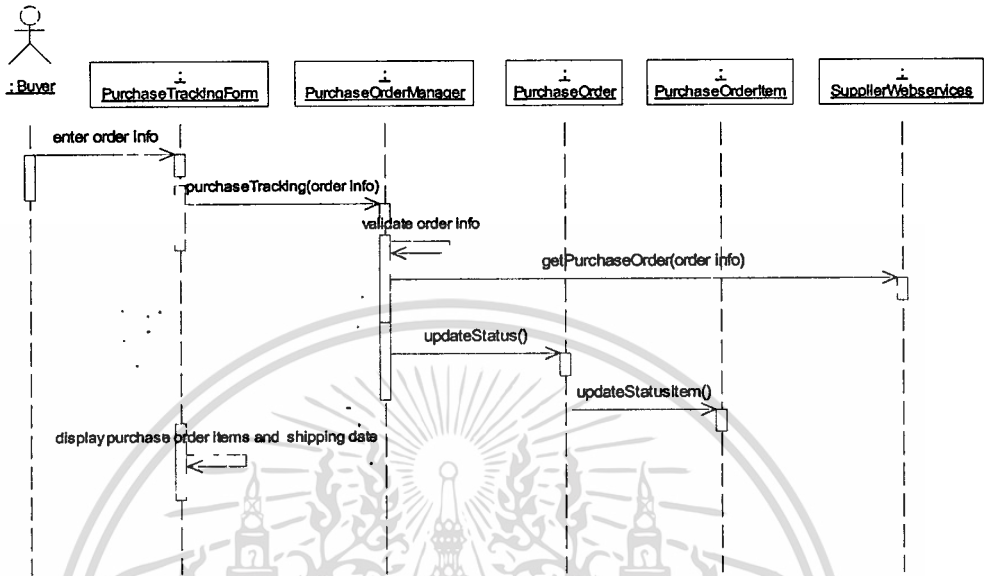 : Buyer
:
PurchaseTrackingForm
:
PurchaseOrderManager
:
PurchaseOrder
:
PurchaseOrderItem
:
SupplierWebservices
enter order info
purchaseTracking(order info)
validate order info
getPurchaseOrder(order info)
updateStatus()
updateStatusItem()
display purchase order items and shipping date